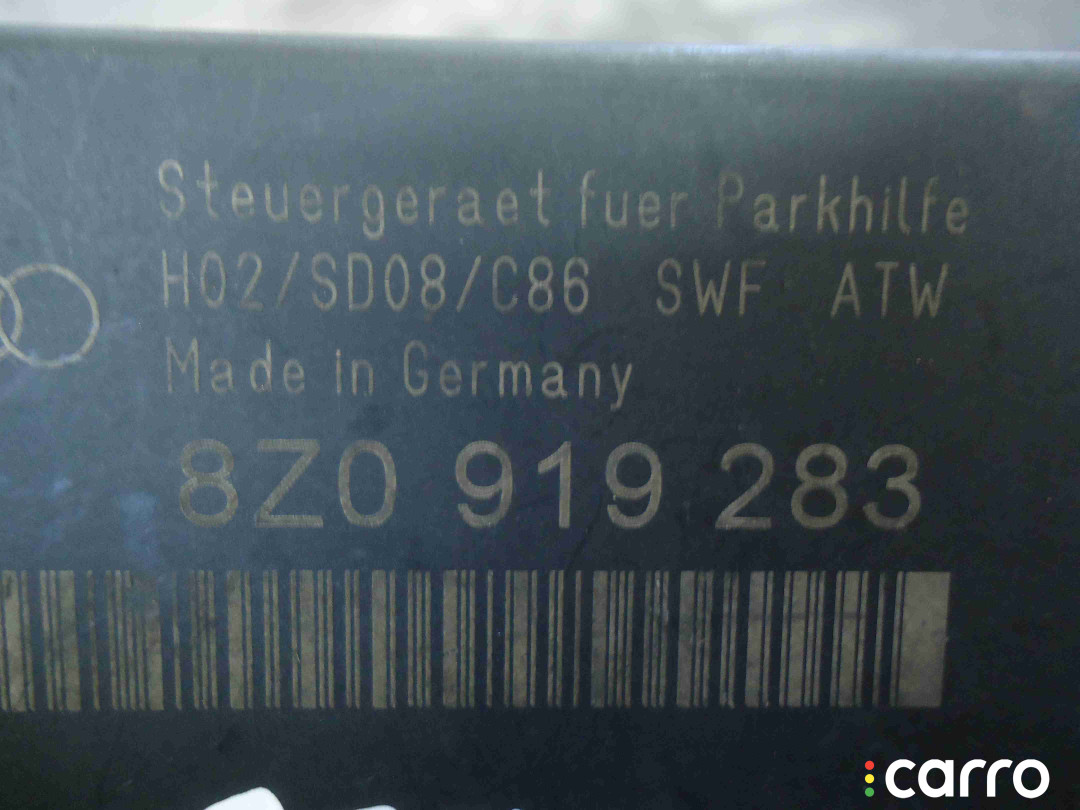 Steuergeraet fuer Parkhilfe
H02/SD08/C86 SWF ATW
Made in Germany
8Z0 919 283
carro